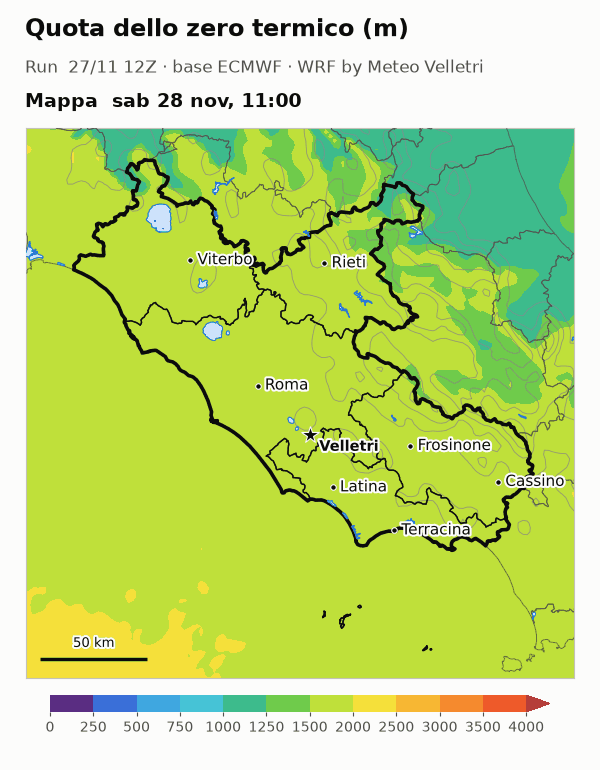 Quota dello zero termico (m)
Run  27/11 12Z · base ECMWF · WRF by Meteo Velletri
Mappa  sab 28 nov, 11:00
Viterbo
Rieti
Roma
Velletri
Frosinone
Latina
Cassino
Terracina
50 km
0 250 500 750 1000 1250 1500 2000 2500 3000 3500 4000